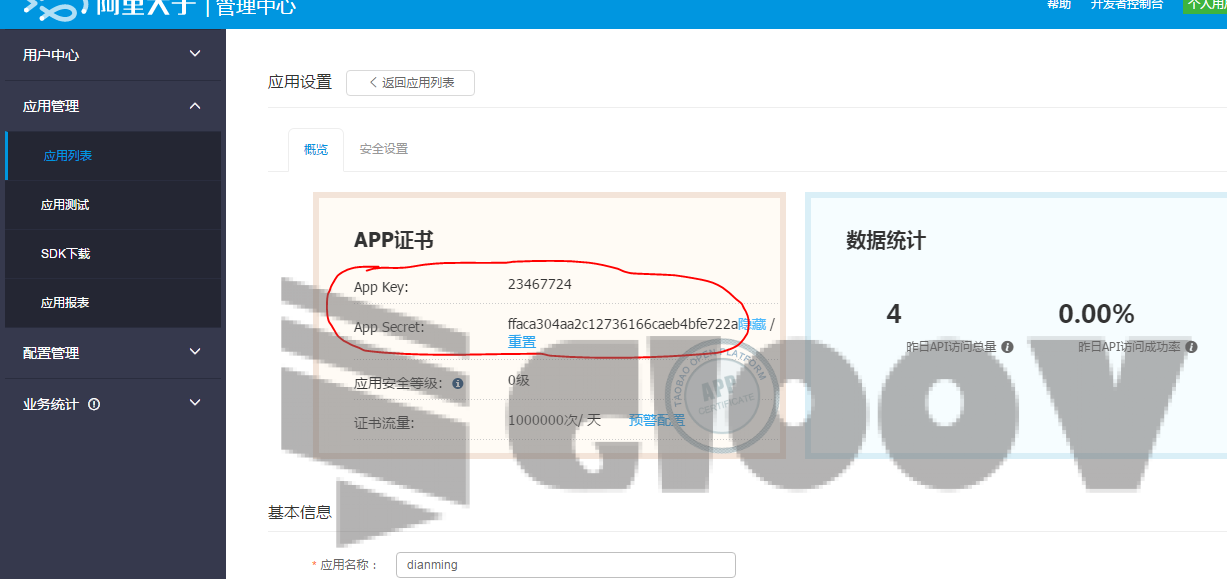 阿里大于 | 管理中心
帮助 开发者控制台 个人用
用户中心
应用管理
应用列表
应用测试
SDK下载
应用报表
配置管理
业务统计
应用设置 < 返回应用列表
概览 安全设置
APP证书
App Key: 23467724
App Secret: ffaca304aa2c12736166caeb4bfe722a隐藏 /
重置
应用安全等级: 0级
证书流量: 1000000次/ 天 预警配置
TAOBAO OPEN PLATFORM
APP
CERTIFICATE
数据统计
4 0.00%
昨日API访问总量 昨日API访问成功率
基本信息
* 应用名称: dianming